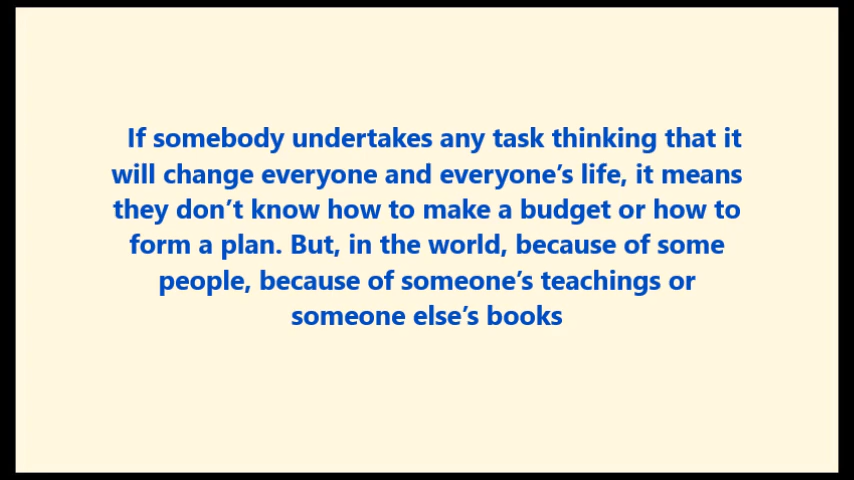 If somebody undertakes any task thinking that it
will change everyone and everyone’s life, it means
they don’t know how to make a budget or how to
form a plan. But, in the world, because of some
people, because of someone’s teachings or
someone else’s books